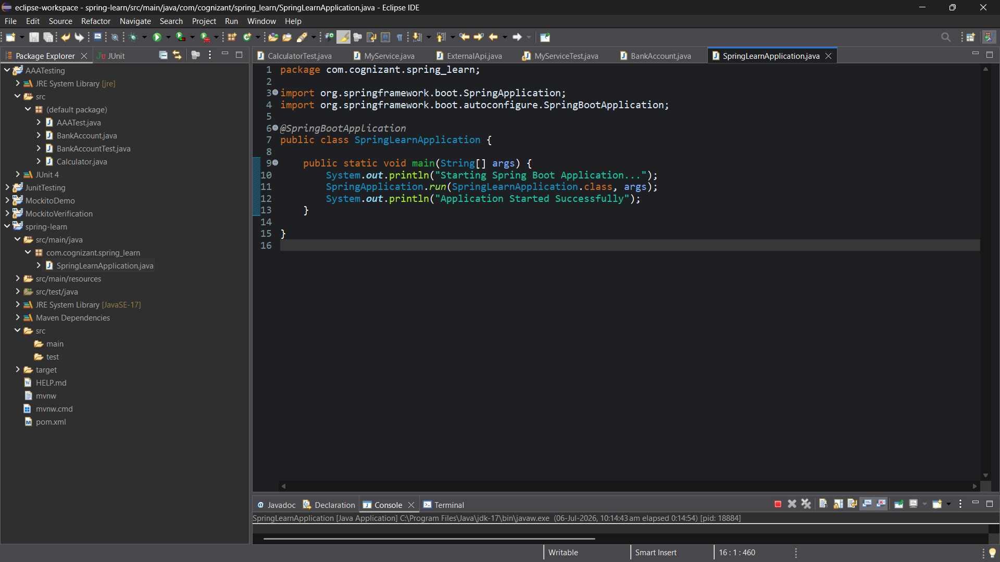 eclipse-workspace - spring-learn/src/main/java/com/cognizant/spring_learn/SpringLearnApplication.java - Eclipse IDE
File Edit Source Refactor Navigate Search Project Run Window Help
Package Explorer
JUnit
AAATesting
JRE System Library [jre]
src
(default package)
AAATest.java
BankAccount.java
BankAccountTest.java
Calculator.java
JUnit 4
JunitTesting
MockitoDemo
MockitoVerification
spring-learn
src/main/java
com.cognizant.spring_learn
SpringLearnApplication.java
src/main/resources
src/test/java
JRE System Library [JavaSE-17]
Maven Dependencies
src
main
test
target
HELP.md
mvnw
mvnw.cmd
pom.xml
CalculatorTest.java MyService.java ExternalApi.java MyServiceTest.java BankAccount.java SpringLearnApplication.java
1 package com.cognizant.spring_learn;
2
3 import org.springframework.boot.SpringApplication;
4 import org.springframework.boot.autoconfigure.SpringBootApplication;
5
6 @SpringBootApplication
7 public class SpringLearnApplication {
8
9 public static void main(String[] args) {
10 System.out.println("Starting Spring Boot Application...");
11 SpringApplication.run(SpringLearnApplication.class, args);
12 System.out.println("Application Started Successfully");
13 }
14
15 }
16
Javadoc Declaration Console Terminal
SpringLearnApplication [Java Application] C:\Program Files\Java\jdk-17\bin\javaw.exe (06-Jul-2026, 10:14:43 am elapsed 0:14:54) [pid: 18884]
Writable Smart Insert 16 : 1 : 460